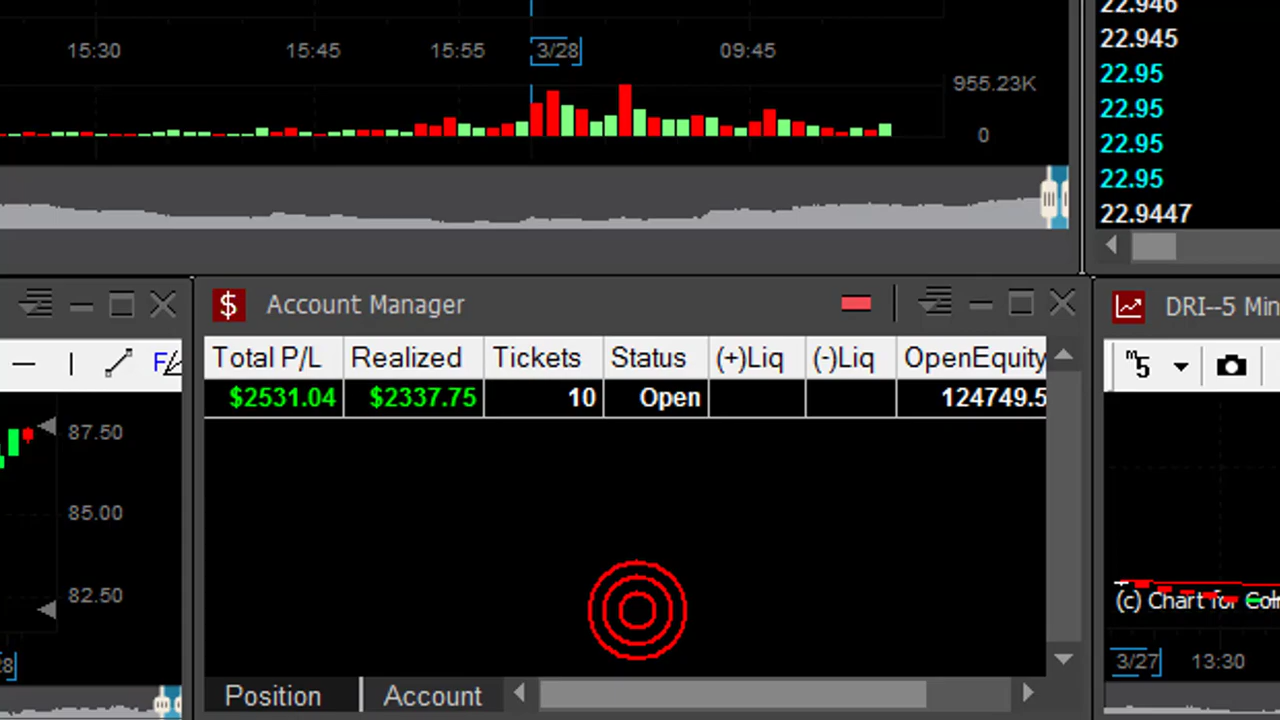 22.946
15:30 15:45 15:55 3/28 09:45
22.945
955.23K
22.95
22.95
0
22.95
22.95
22.9447
$ Account Manager
DRI--5 Min
Total P/L Realized Tickets Status (+)Liq (-)Liq OpenEquity
m5
$2531.04 $2337.75 10 Open 124749.5
87.50
85.00
82.50
(c) Chart for
3/27 13:30
Position Account